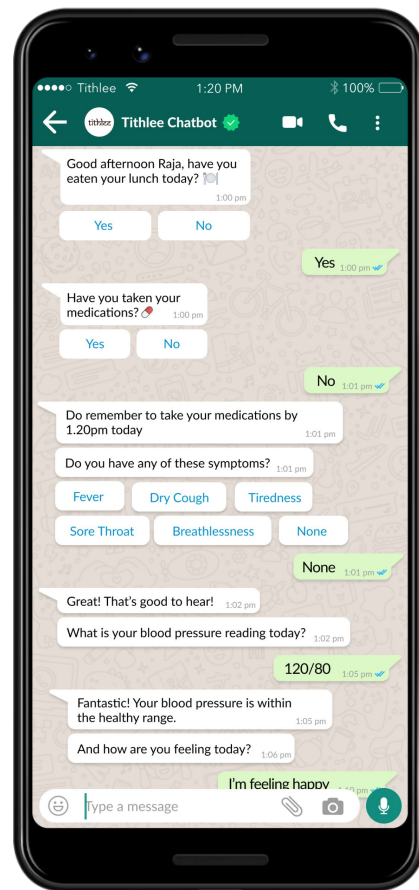 Tithlee 1:20 PM 100%
tithlee Tithlee Chatbot
Good afternoon Raja, have you
eaten your lunch today?
1:00 pm
Yes No
Yes 1:00 pm
Have you taken your
medications? 1:00 pm
Yes No
No 1:01 pm
Do remember to take your medications by
1.20pm today
1:01 pm
Do you have any of these symptoms? 1:01 pm
Fever Dry Cough Tiredness
Sore Throat Breathlessness None
None 1:01 pm
Great! That's good to hear! 1:02 pm
What is your blood pressure reading today? 1:02 pm
120/80 1:05 pm
Fantastic! Your blood pressure is within
the healthy range.
1:05 pm
And how are you feeling today? 1:06 pm
I'm feeling happy
Type a message